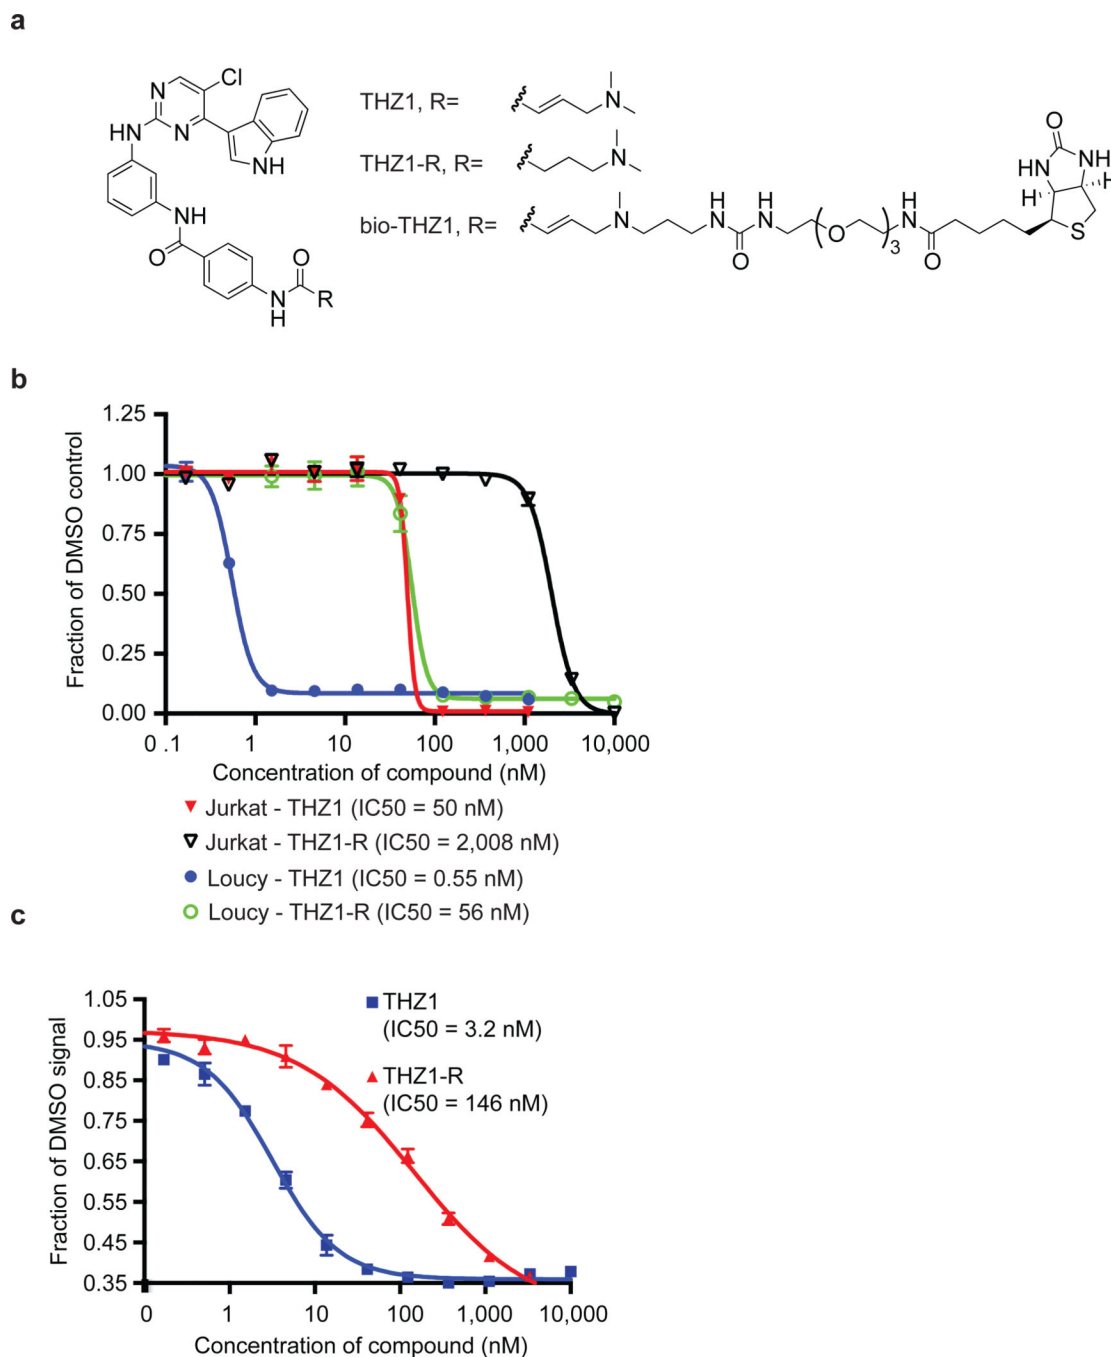 a
THZ1, R=
THZ1-R, R=
bio-THZ1, R=
N
N
Cl
HN
NH
NH
O
O
N
H
R
N
N
N
H
N
H
N
O
O
3
H
N
O
O
HN
NH
H
H
S
b
Fraction of DMSO control
1.25
1.00
0.75
0.50
0.25
0.00
0.1
1
10
100
1,000
10,000
Concentration of compound (nM)
Jurkat - THZ1 (IC50 = 50 nM)
Jurkat - THZ1-R (IC50 = 2,008 nM)
Loucy - THZ1 (IC50 = 0.55 nM)
Loucy - THZ1-R (IC50 = 56 nM)
c
Fraction of DMSO signal
1.05
0.95
0.85
0.75
0.65
0.55
0.45
0.35
0
1
10
100
1,000
10,000
Concentration of compound (nM)
THZ1
(IC50 = 3.2 nM)
THZ1-R
(IC50 = 146 nM)